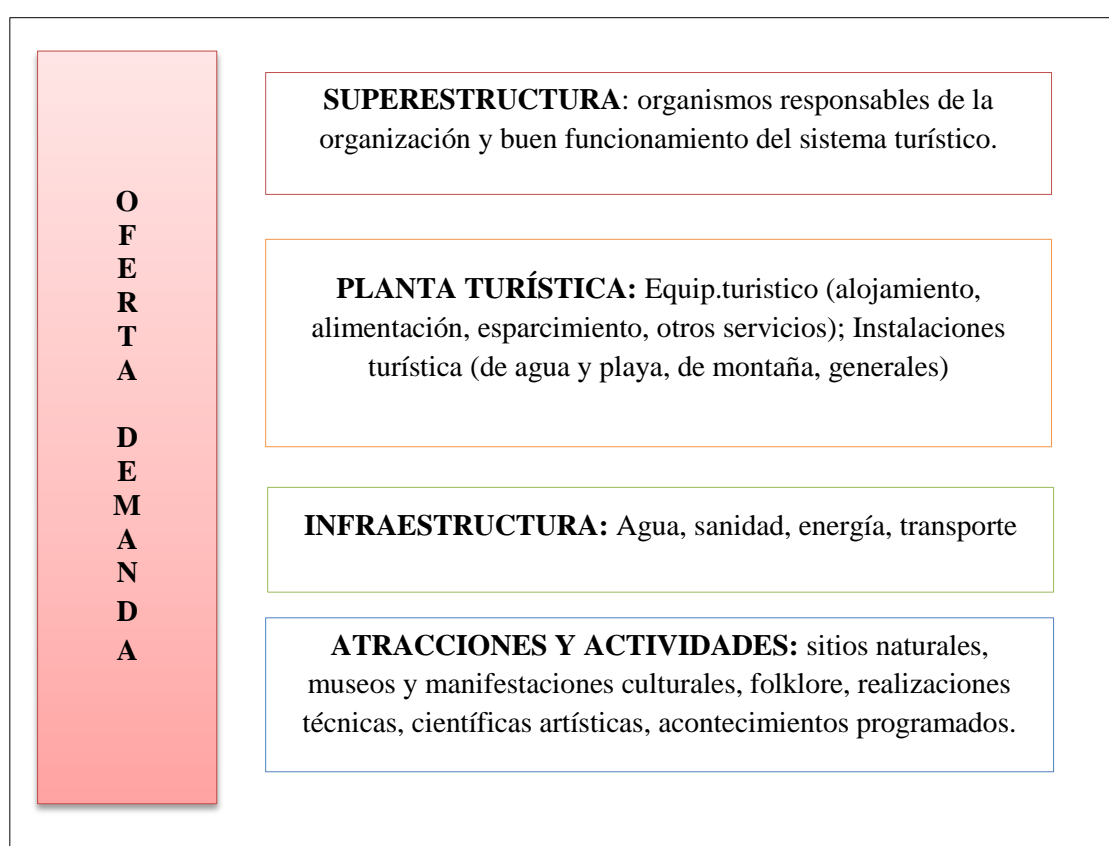 OFERTA DEMANDA
SUPERESTRUCTURA: organismos responsables de la
organización y buen funcionamiento del sistema turístico.
PLANTA TURÍSTICA: Equip.turistico (alojamiento,
alimentación, esparcimiento, otros servicios); Instalaciones
turística (de agua y playa, de montaña, generales)
INFRAESTRUCTURA: Agua, sanidad, energía, transporte
ATRACCIONES Y ACTIVIDADES: sitios naturales,
museos y manifestaciones culturales, folklore, realizaciones
técnicas, científicas artísticas, acontecimientos programados.